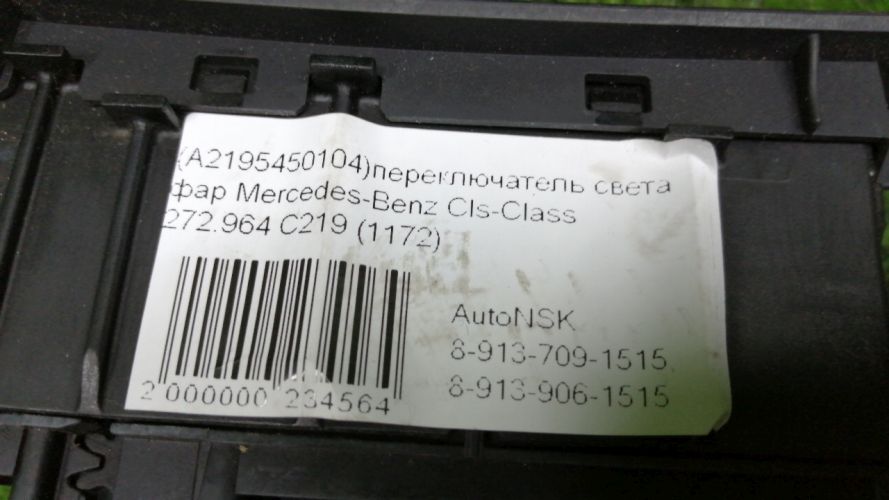 (A2195450104)переключатель света
фар Mercedes-Benz Cls-Class
272.964 C219 (1172)
AutoNSK
8-913-709-1515
8-913-906-1515
2 000000 234564